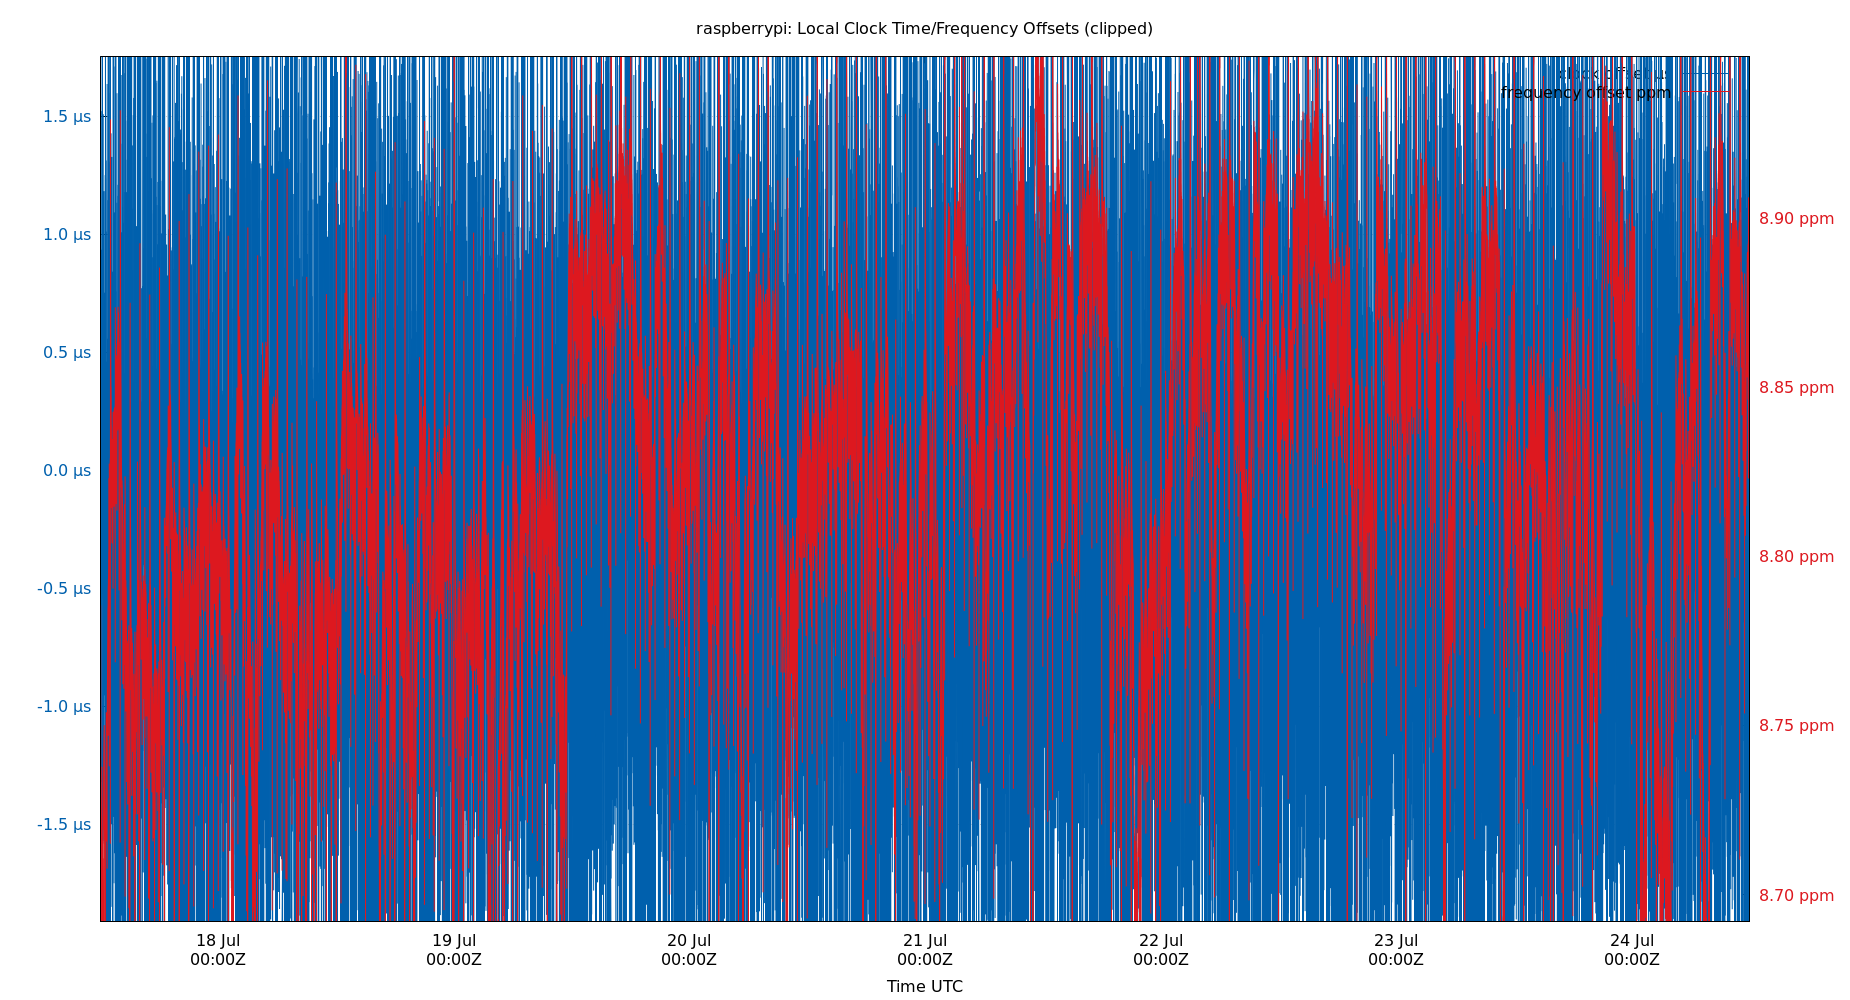 raspberrypi: Local Clock Time/Frequency Offsets (clipped)
clock offset µs
frequency offset ppm
1.5 µs
1.0 µs
0.5 µs
0.0 µs
-0.5 µs
-1.0 µs
-1.5 µs
8.90 ppm
8.85 ppm
8.80 ppm
8.75 ppm
8.70 ppm
18 Jul
00:00Z
19 Jul
00:00Z
20 Jul
00:00Z
21 Jul
00:00Z
22 Jul
00:00Z
23 Jul
00:00Z
24 Jul
00:00Z
Time UTC